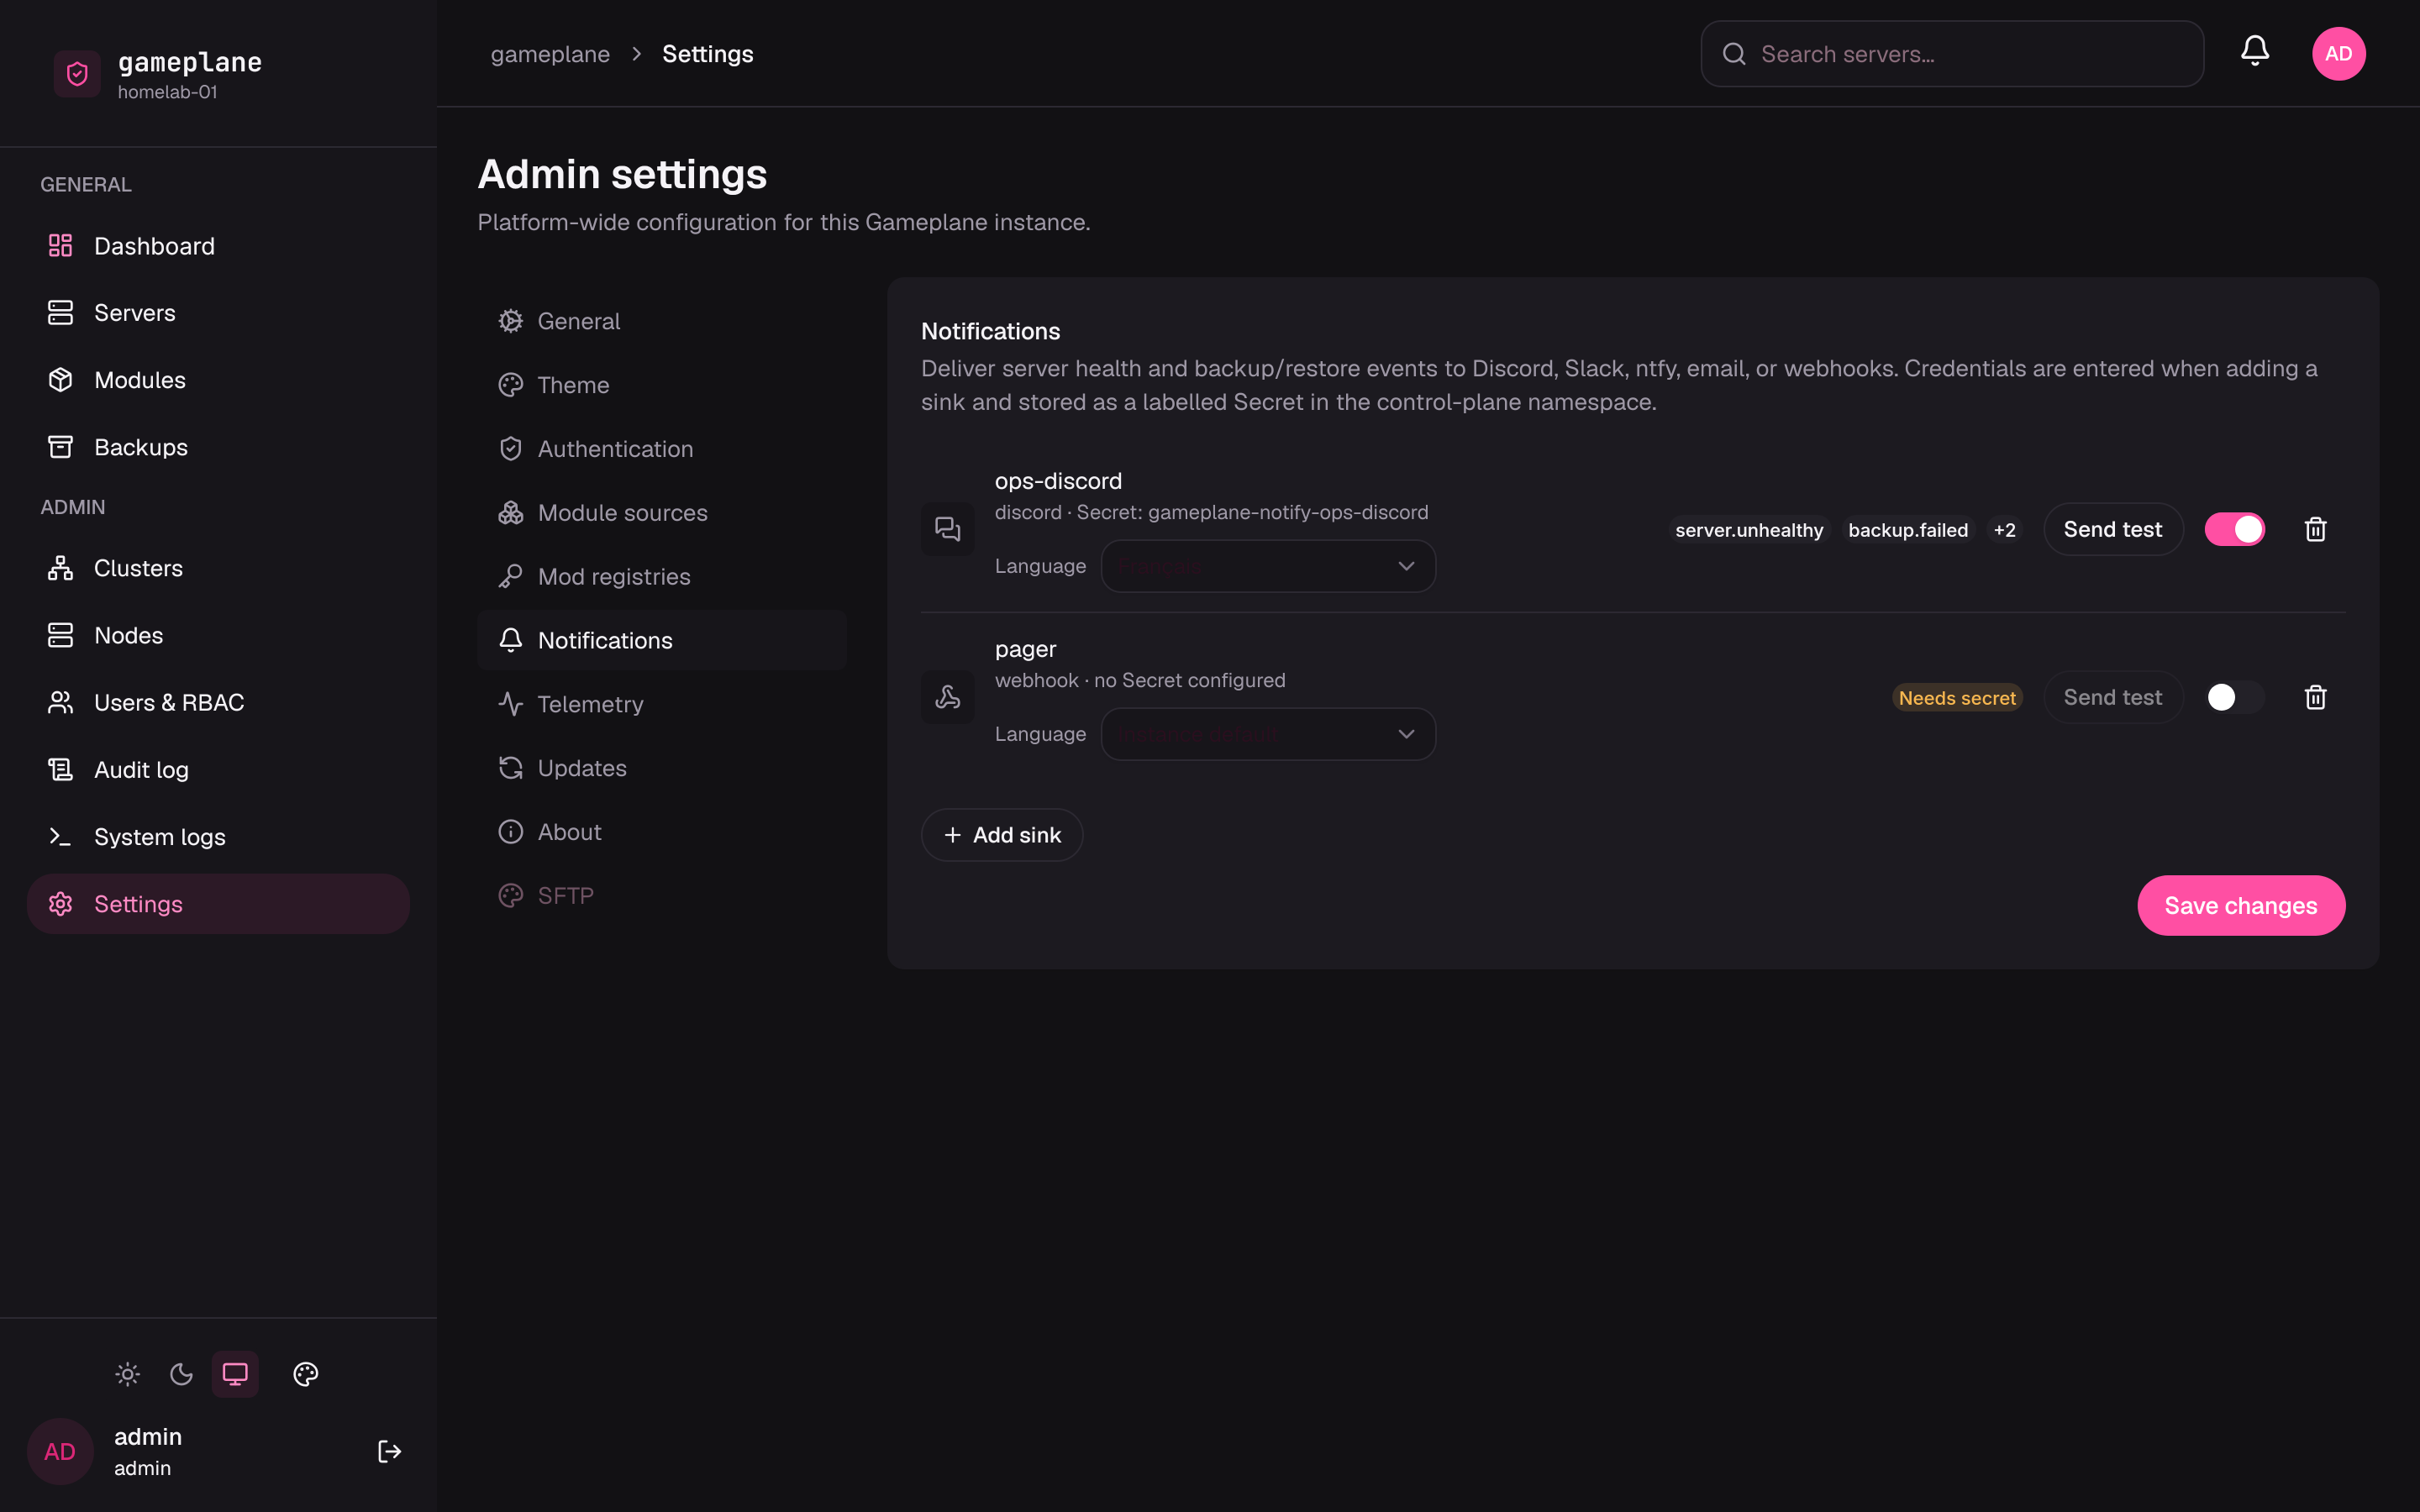 gameplane
homelab-01
GENERAL
Dashboard
Servers
Modules
Backups
ADMIN
Clusters
Nodes
Users & RBAC
Audit log
System logs
Settings
AD
admin
admin
gameplane
Settings
Search servers...
AD
Admin settings
Platform-wide configuration for this Gameplane instance.
General
Theme
Authentication
Module sources
Mod registries
Notifications
Telemetry
Updates
About
SFTP
Notifications
Deliver server health and backup/restore events to Discord, Slack, ntfy, email, or webhooks. Credentials are entered when adding a
sink and stored as a labelled Secret in the control-plane namespace.
ops-discord
discord · Secret: gameplane-notify-ops-discord
Language
Français
server.unhealthy
backup.failed
+2
Send test
pager
webhook · no Secret configured
Language
Instance default
Needs secret
Send test
Add sink
Save changes